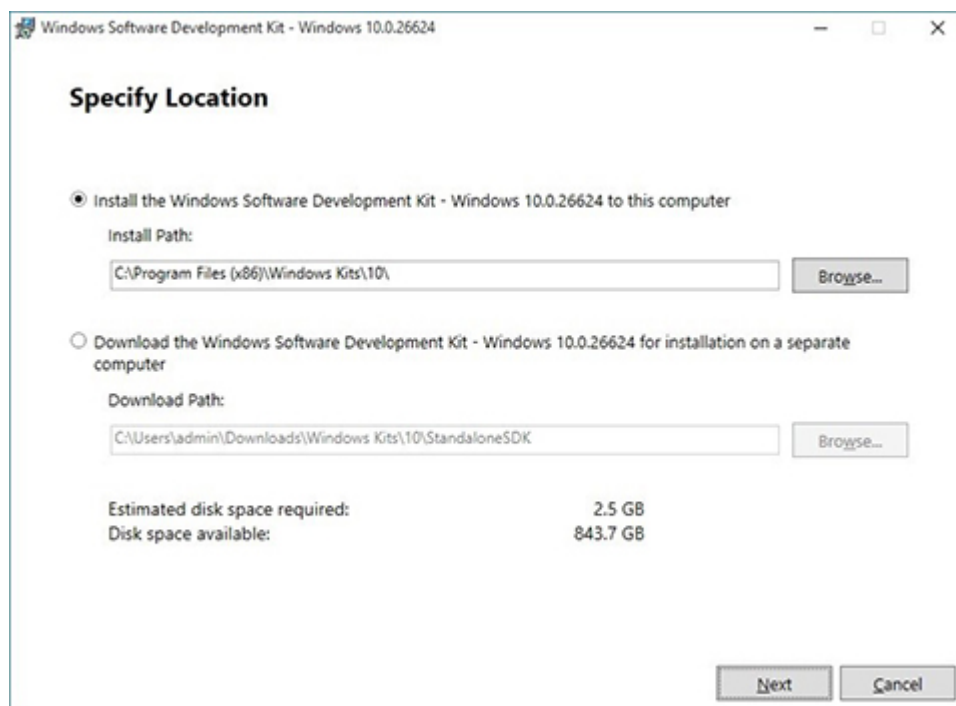 Windows Software Development Kit - Windows 10.0.26624
Specify Location
Install the Windows Software Development Kit - Windows 10.0.26624 to this computer
Install Path:
C:\Program Files (x86)\Windows Kits\10\
Browse...
Download the Windows Software Development Kit - Windows 10.0.26624 for installation on a separate
computer
Download Path:
C:\Users\admin\Downloads\Windows Kits\10\StandaloneSDK
Browse...
Estimated disk space required: 2.5 GB
Disk space available: 843.7 GB
Next Cancel